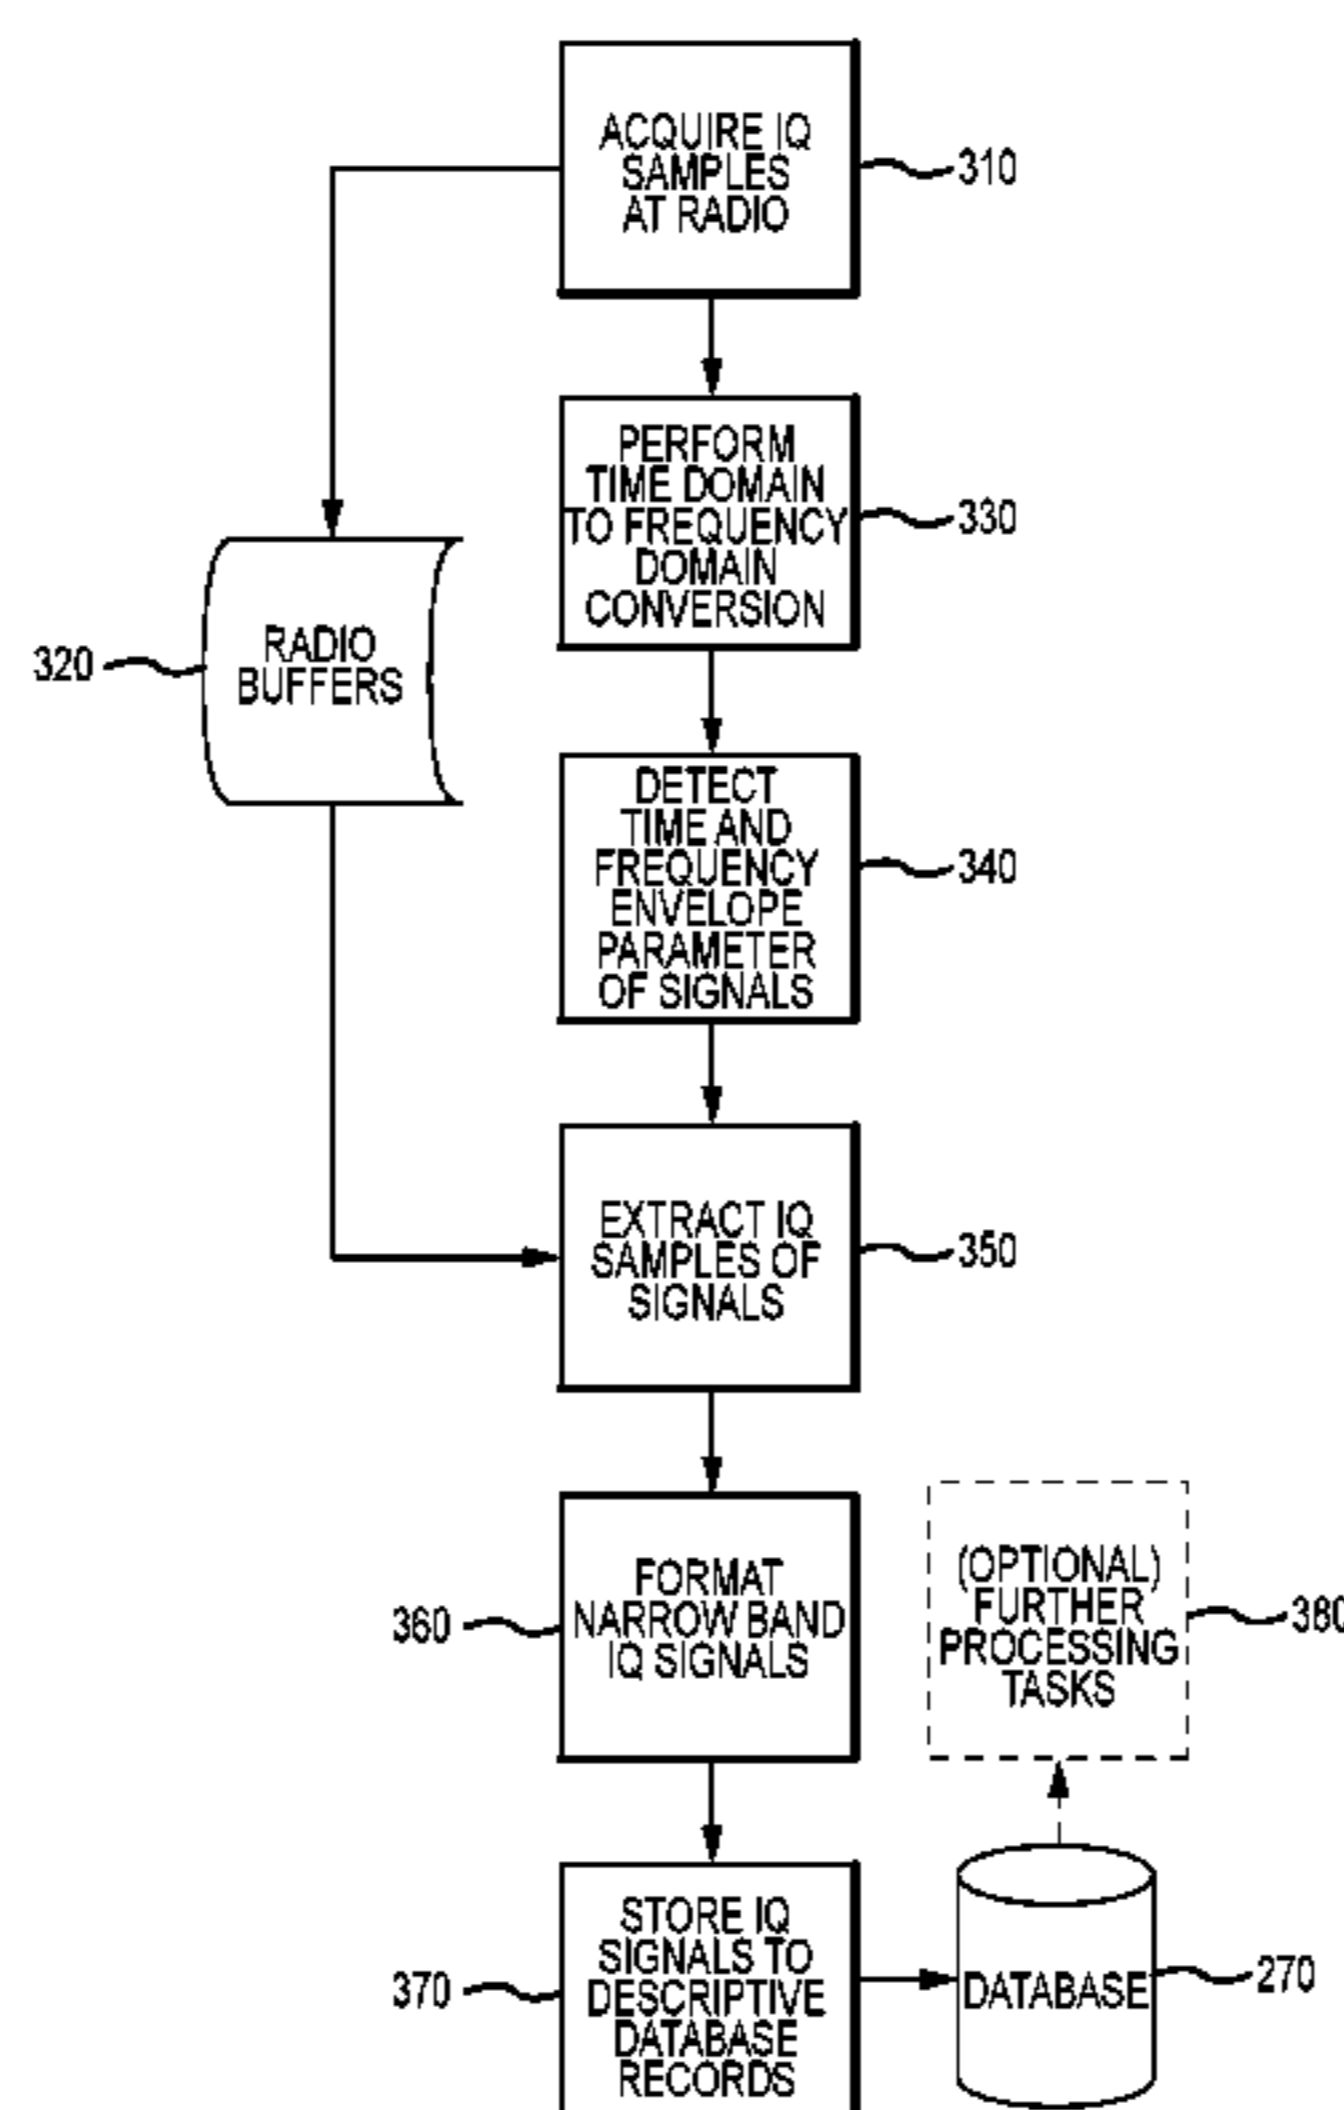 ACQUIRE IQ
SAMPLES
AT RADIO
310
PERFORM
TIME DOMAIN
TO FREQUENCY
DOMAIN
CONVERSION
330
RADIO
BUFFERS
320
DETECT
TIME AND
FREQUENCY
ENVELOPE
PARAMETER
OF SIGNALS
340
EXTRACT IQ
SAMPLES OF
SIGNALS
350
FORMAT
NARROW BAND
IQ SIGNALS
360
(OPTIONAL)
FURTHER
PROCESSING
TASKS
380
STORE IQ
SIGNALS TO
DESCRIPTIVE
DATABASE
RECORDS
370
DATABASE
270